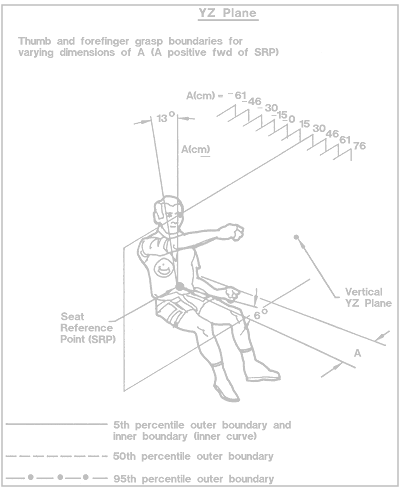 YZ Plane
Thumb and forefinger grasp boundaries for
varying dimensions of A (A positive fwd of SRP)
A(cm) = -61 -46 -30 -15 0 15 30 46 61 76
13°
A(cm)
Vertical
YZ Plane
6°
Seat
Reference
Point (SRP)
A
5th percentile outer boundary and
inner boundary (inner curve)
50th percentile outer boundary
95th percentile outer boundary